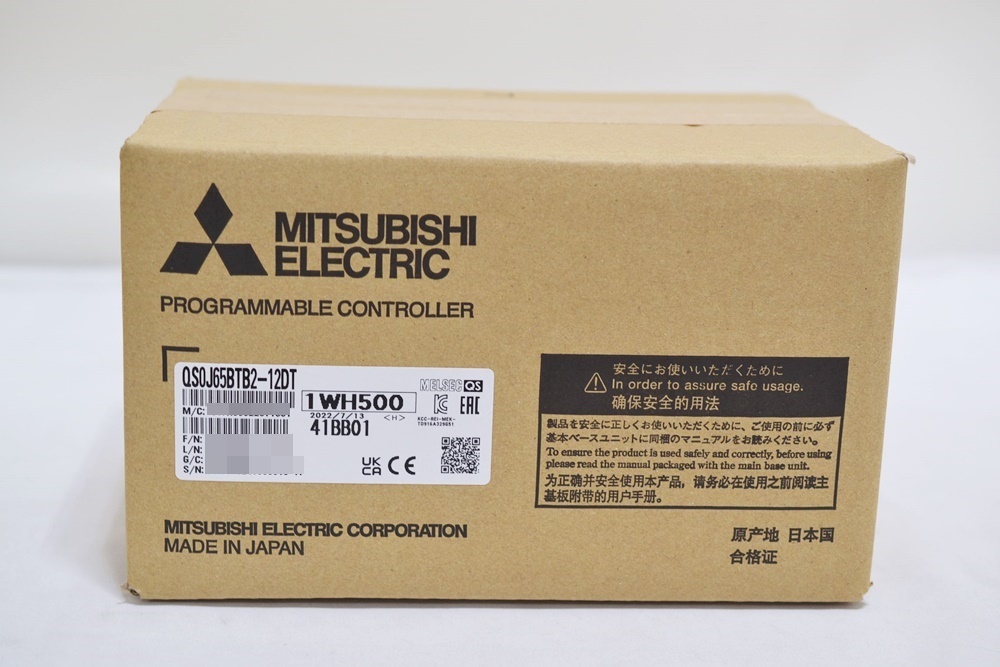 MITSUBISHI
ELECTRIC
PROGRAMMABLE CONTROLLER
QS0J65BTB2-12DT
M/C:
F/N:
L/N:
G/C:
S/N:
1WH500
2022/7/13 <H>
41BB01
MELSEC QS
EAC
KCC-REI-MEK-
TD916A329G51
UK
CA CE
安全にお使いいただくために
In order to assure safe usage.
确保安全的用法
製品を安全に正しくお使いいただくために、ご使用の前に必ず
基本ベースユニットに同梱のマニュアルをお読みください。
To ensure the product is used safely and correctly, before using
please read the manual packaged with the main base unit.
为正确并安全使用本产品，请务必在使用之前阅读主
基板附带的用户手册。
MITSUBISHI ELECTRIC CORPORATION
MADE IN JAPAN
原产地 日本国
合格证